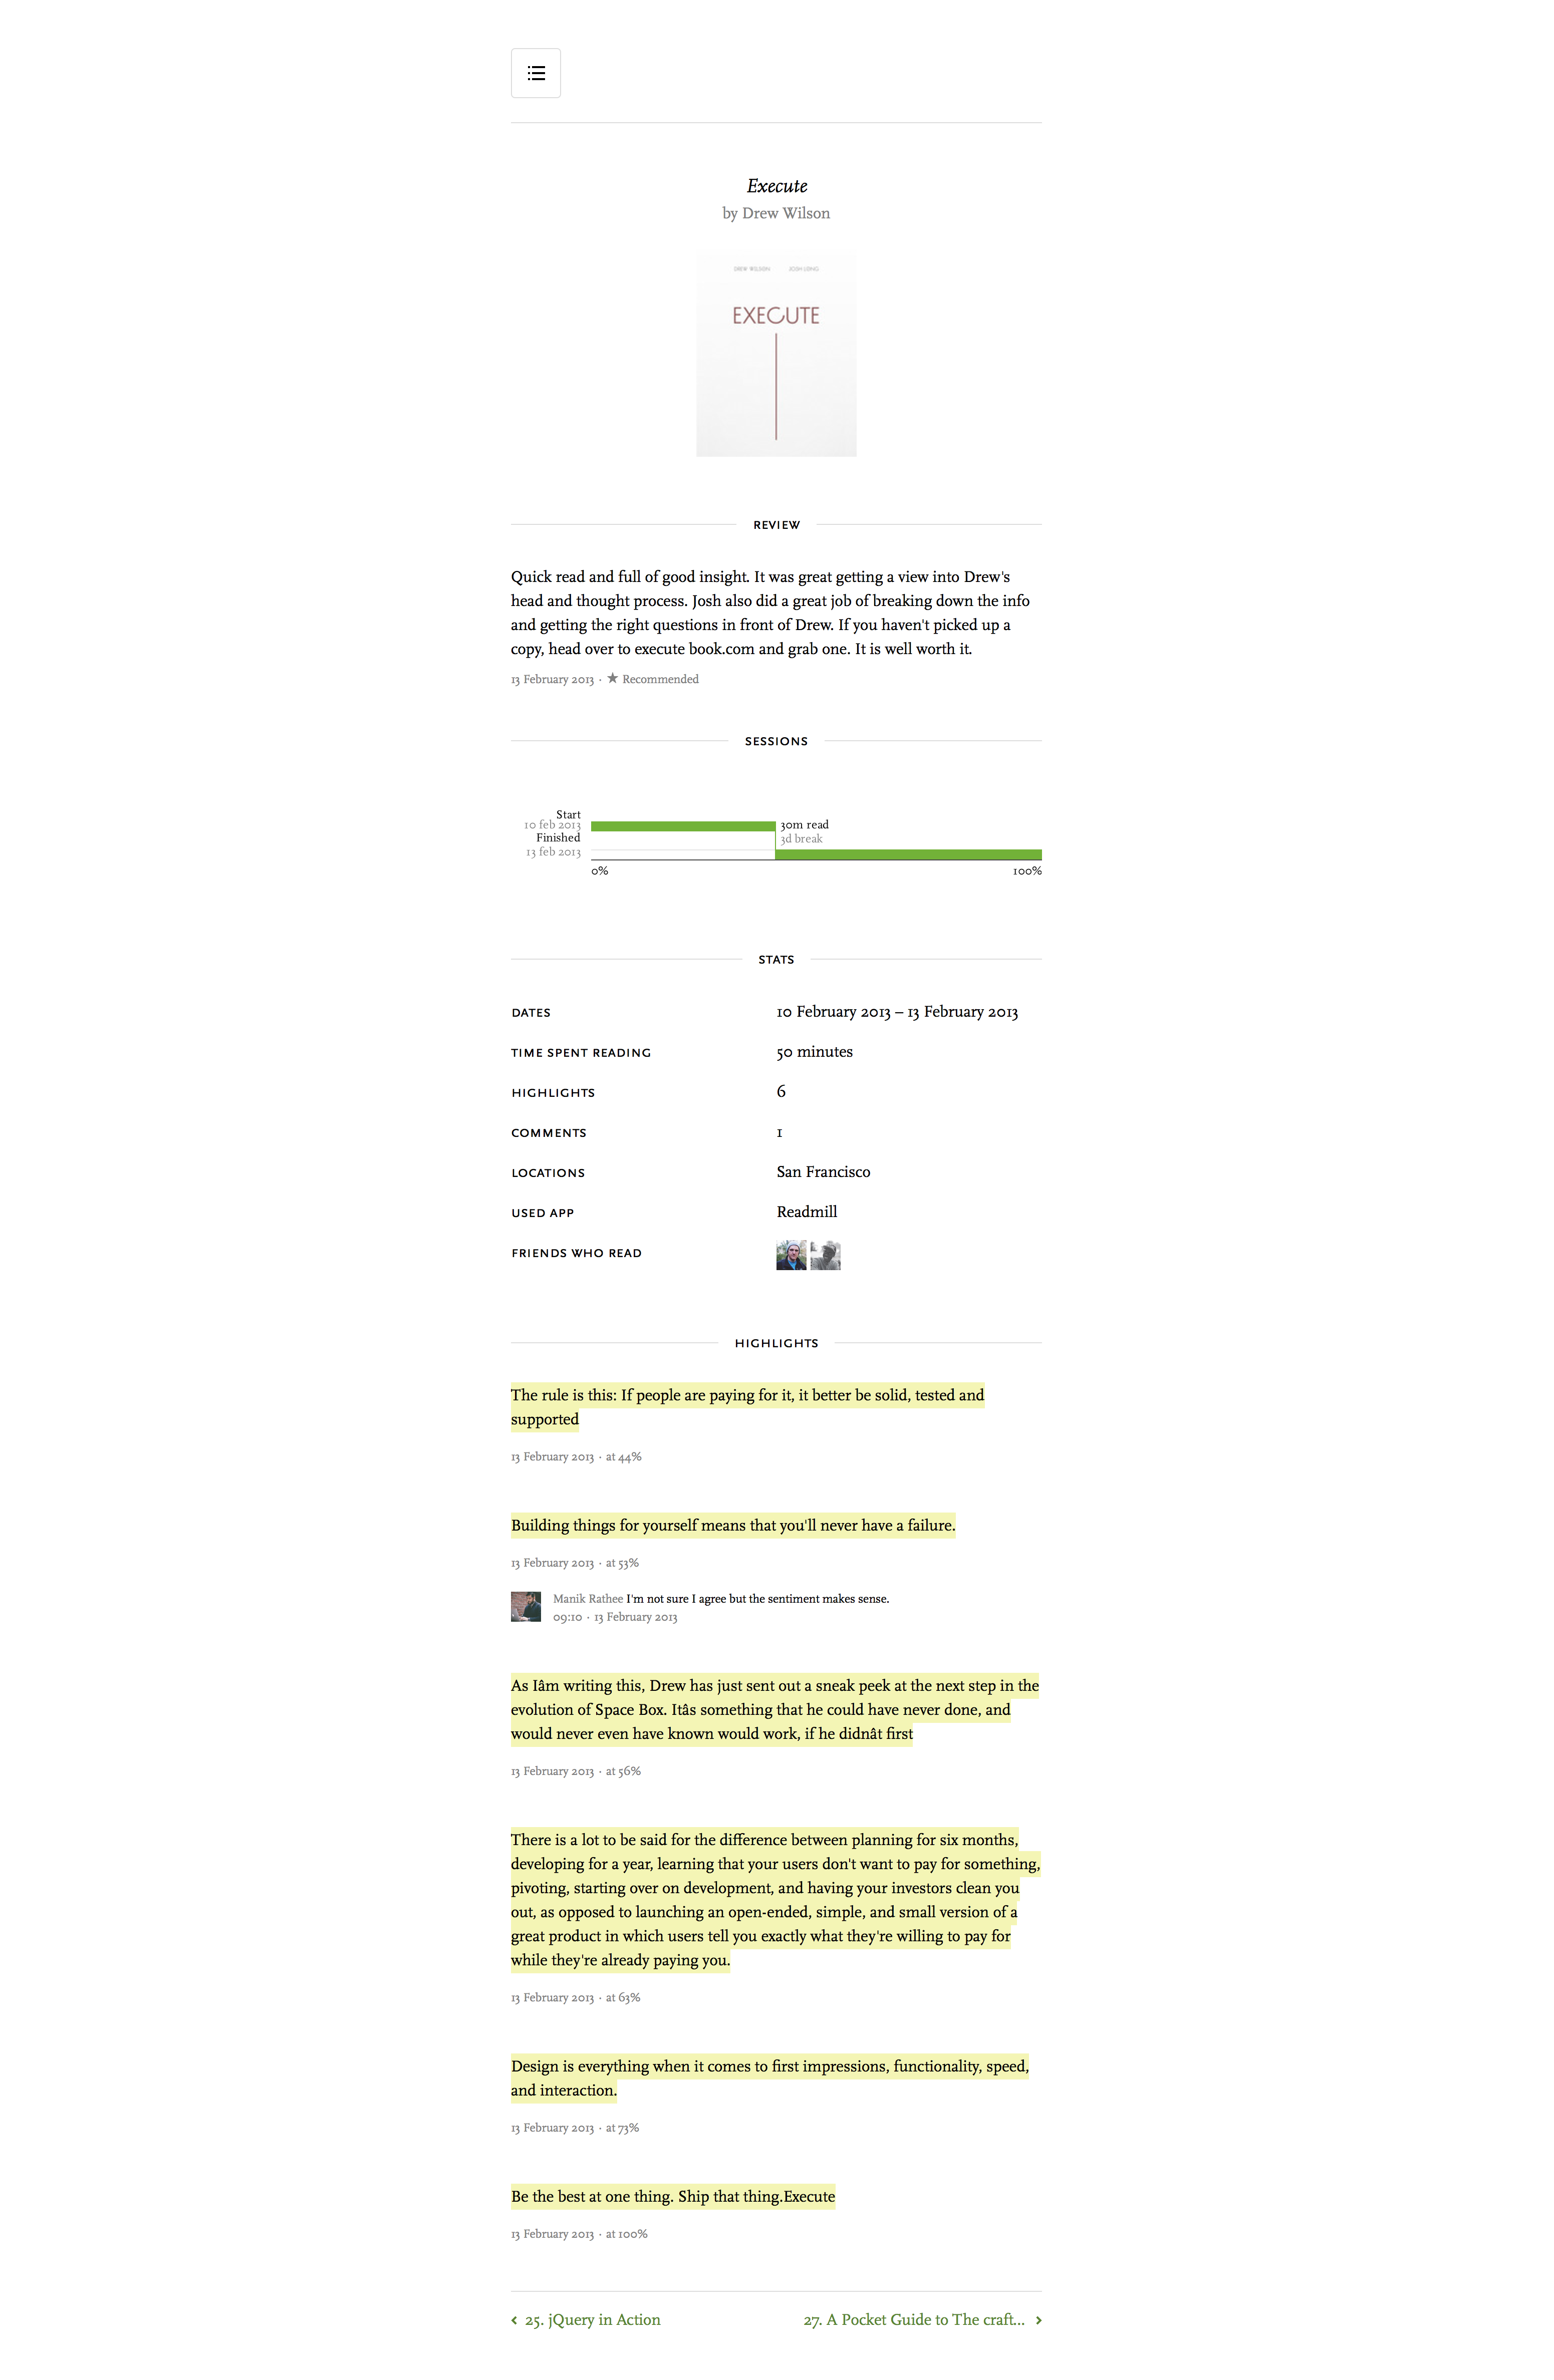 Execute
by Drew Wilson
DREW WILSON JOSH LONG
EXECUTE
REVIEW
Quick read and full of good insight. It was great getting a view into Drew's
head and thought process. Josh also did a great job of breaking down the info
and getting the right questions in front of Drew. If you haven't picked up a
copy, head over to execute book.com and grab one. It is well worth it.
13 February 2013 · ★ Recommended
SESSIONS
Start
10 feb 2013
30m read
Finished
3d break
13 feb 2013
0% 100%
STATS
DATES 10 February 2013 – 13 February 2013
TIME SPENT READING 50 minutes
HIGHLIGHTS 6
COMMENTS 1
LOCATIONS San Francisco
USED APP Readmill
FRIENDS WHO READ
HIGHLIGHTS
The rule is this: If people are paying for it, it better be solid, tested and
supported
13 February 2013 · at 44%
Building things for yourself means that you'll never have a failure.
13 February 2013 · at 53%
Manik Rathee I'm not sure I agree but the sentiment makes sense.
09:10 · 13 February 2013
As Iâm writing this, Drew has just sent out a sneak peek at the next step in the
evolution of Space Box. Itâs something that he could have never done, and
would never even have known would work, if he didnât first
13 February 2013 · at 56%
There is a lot to be said for the difference between planning for six months,
developing for a year, learning that your users don't want to pay for something,
pivoting, starting over on development, and having your investors clean you
out, as opposed to launching an open-ended, simple, and small version of a
great product in which users tell you exactly what they're willing to pay for
while they're already paying you.
13 February 2013 · at 63%
Design is everything when it comes to first impressions, functionality, speed,
and interaction.
13 February 2013 · at 73%
Be the best at one thing. Ship that thing.Execute
13 February 2013 · at 100%
25. jQuery in Action 27. A Pocket Guide to The craft...